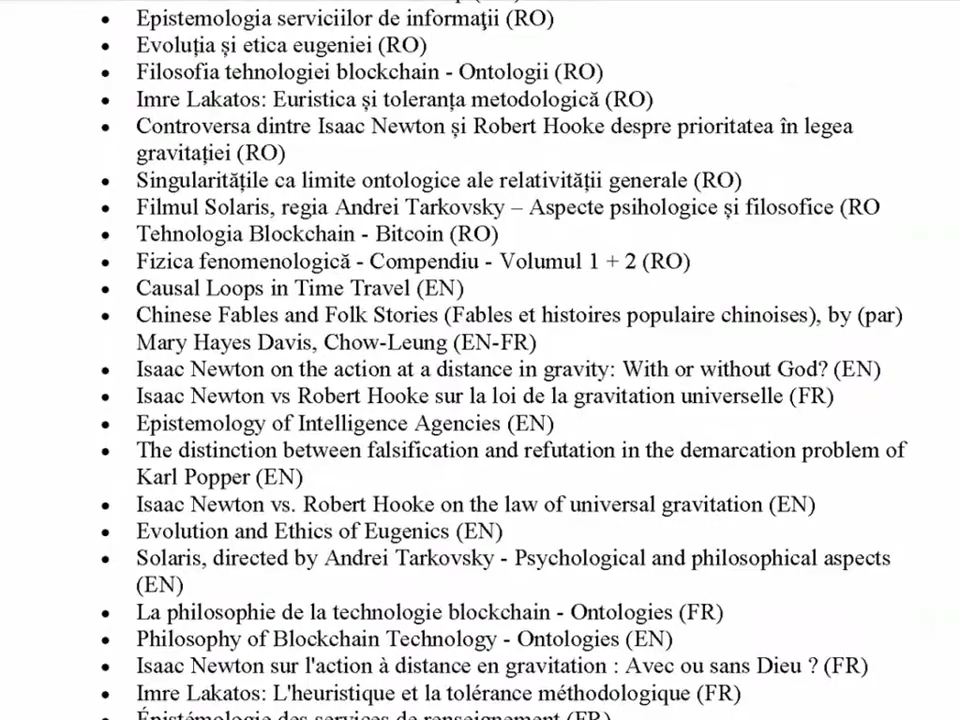 • Epistemologia serviciilor de informaţii (RO)
• Evoluția și etica eugeniei (RO)
• Filosofia tehnologiei blockchain - Ontologii (RO)
• Imre Lakatos: Euristica și toleranța metodologică (RO)
• Controversa dintre Isaac Newton și Robert Hooke despre prioritatea în legea
gravitației (RO)
• Singularitățile ca limite ontologice ale relativității generale (RO)
• Filmul Solaris, regia Andrei Tarkovsky – Aspecte psihologice și filosofice (RO
• Tehnologia Blockchain - Bitcoin (RO)
• Fizica fenomenologică - Compendiu - Volumul 1 + 2 (RO)
• Causal Loops in Time Travel (EN)
• Chinese Fables and Folk Stories (Fables et histoires populaire chinoises), by (par)
Mary Hayes Davis, Chow-Leung (EN-FR)
• Isaac Newton on the action at a distance in gravity: With or without God? (EN)
• Isaac Newton vs Robert Hooke sur la loi de la gravitation universelle (FR)
• Epistemology of Intelligence Agencies (EN)
• The distinction between falsification and refutation in the demarcation problem of
Karl Popper (EN)
• Isaac Newton vs. Robert Hooke on the law of universal gravitation (EN)
• Evolution and Ethics of Eugenics (EN)
• Solaris, directed by Andrei Tarkovsky - Psychological and philosophical aspects
(EN)
• La philosophie de la technologie blockchain - Ontologies (FR)
• Philosophy of Blockchain Technology - Ontologies (EN)
• Isaac Newton sur l'action à distance en gravitation : Avec ou sans Dieu ? (FR)
• Imre Lakatos: L'heuristique et la tolérance méthodologique (FR)
Épistémologie des services de renseignement (FR)